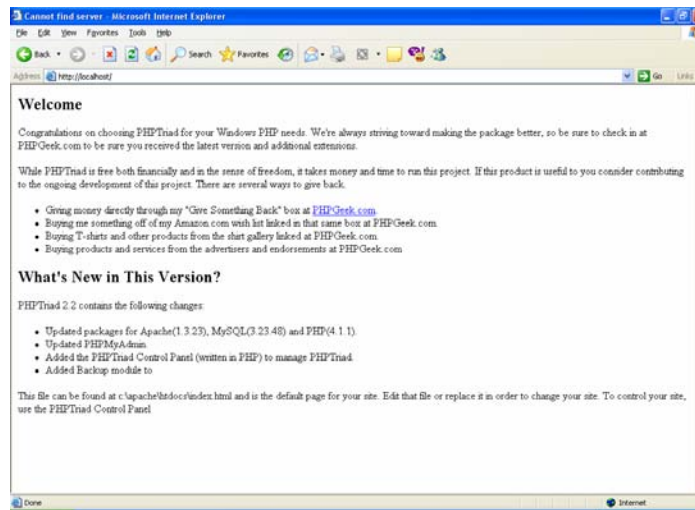 Cannot find server - Microsoft Internet Explorer
File Edit View Favorites Tools Help
Back Search Favorites
Address http://localhost/ Go Links
Welcome
Congratulations on choosing PHPTriad for your Windows PHP needs. We're always striving toward making the package better, so be sure to check in at
PHPGeek.com to be sure you received the latest version and additional extensions.
While PHPTriad is free both financially and in the sense of freedom, it takes money and time to run this project. If this product is useful to you consider contributing
to the ongoing development of this project. There are several ways to give back.
• Giving money directly through my "Give Something Back" box at PHPGeek.com.
• Buying me something off of my Amazon.com wish list linked in that same box at PHPGeek.com
• Buying T-shirts and other products from the shirt gallery linked at PHPGeek.com
• Buying products and services from the advertisers and endorsements at PHPGeek.com
What's New in This Version?
PHPTriad 2.2 contains the following changes:
• Updated packages for Apache(1.3.23), MySQL(3.23.48) and PHP(4.1.1).
• Updated PHPMyAdmin.
• Added the PHPTriad Control Panel (written in PHP) to manage PHPTriad.
• Added Backup module to
This file can be found at c:\apache\htdocs\index.html and is the default page for your site. Edit that file or replace it in order to change your site. To control your site,
use the PHPTriad Control Panel
Done Internet